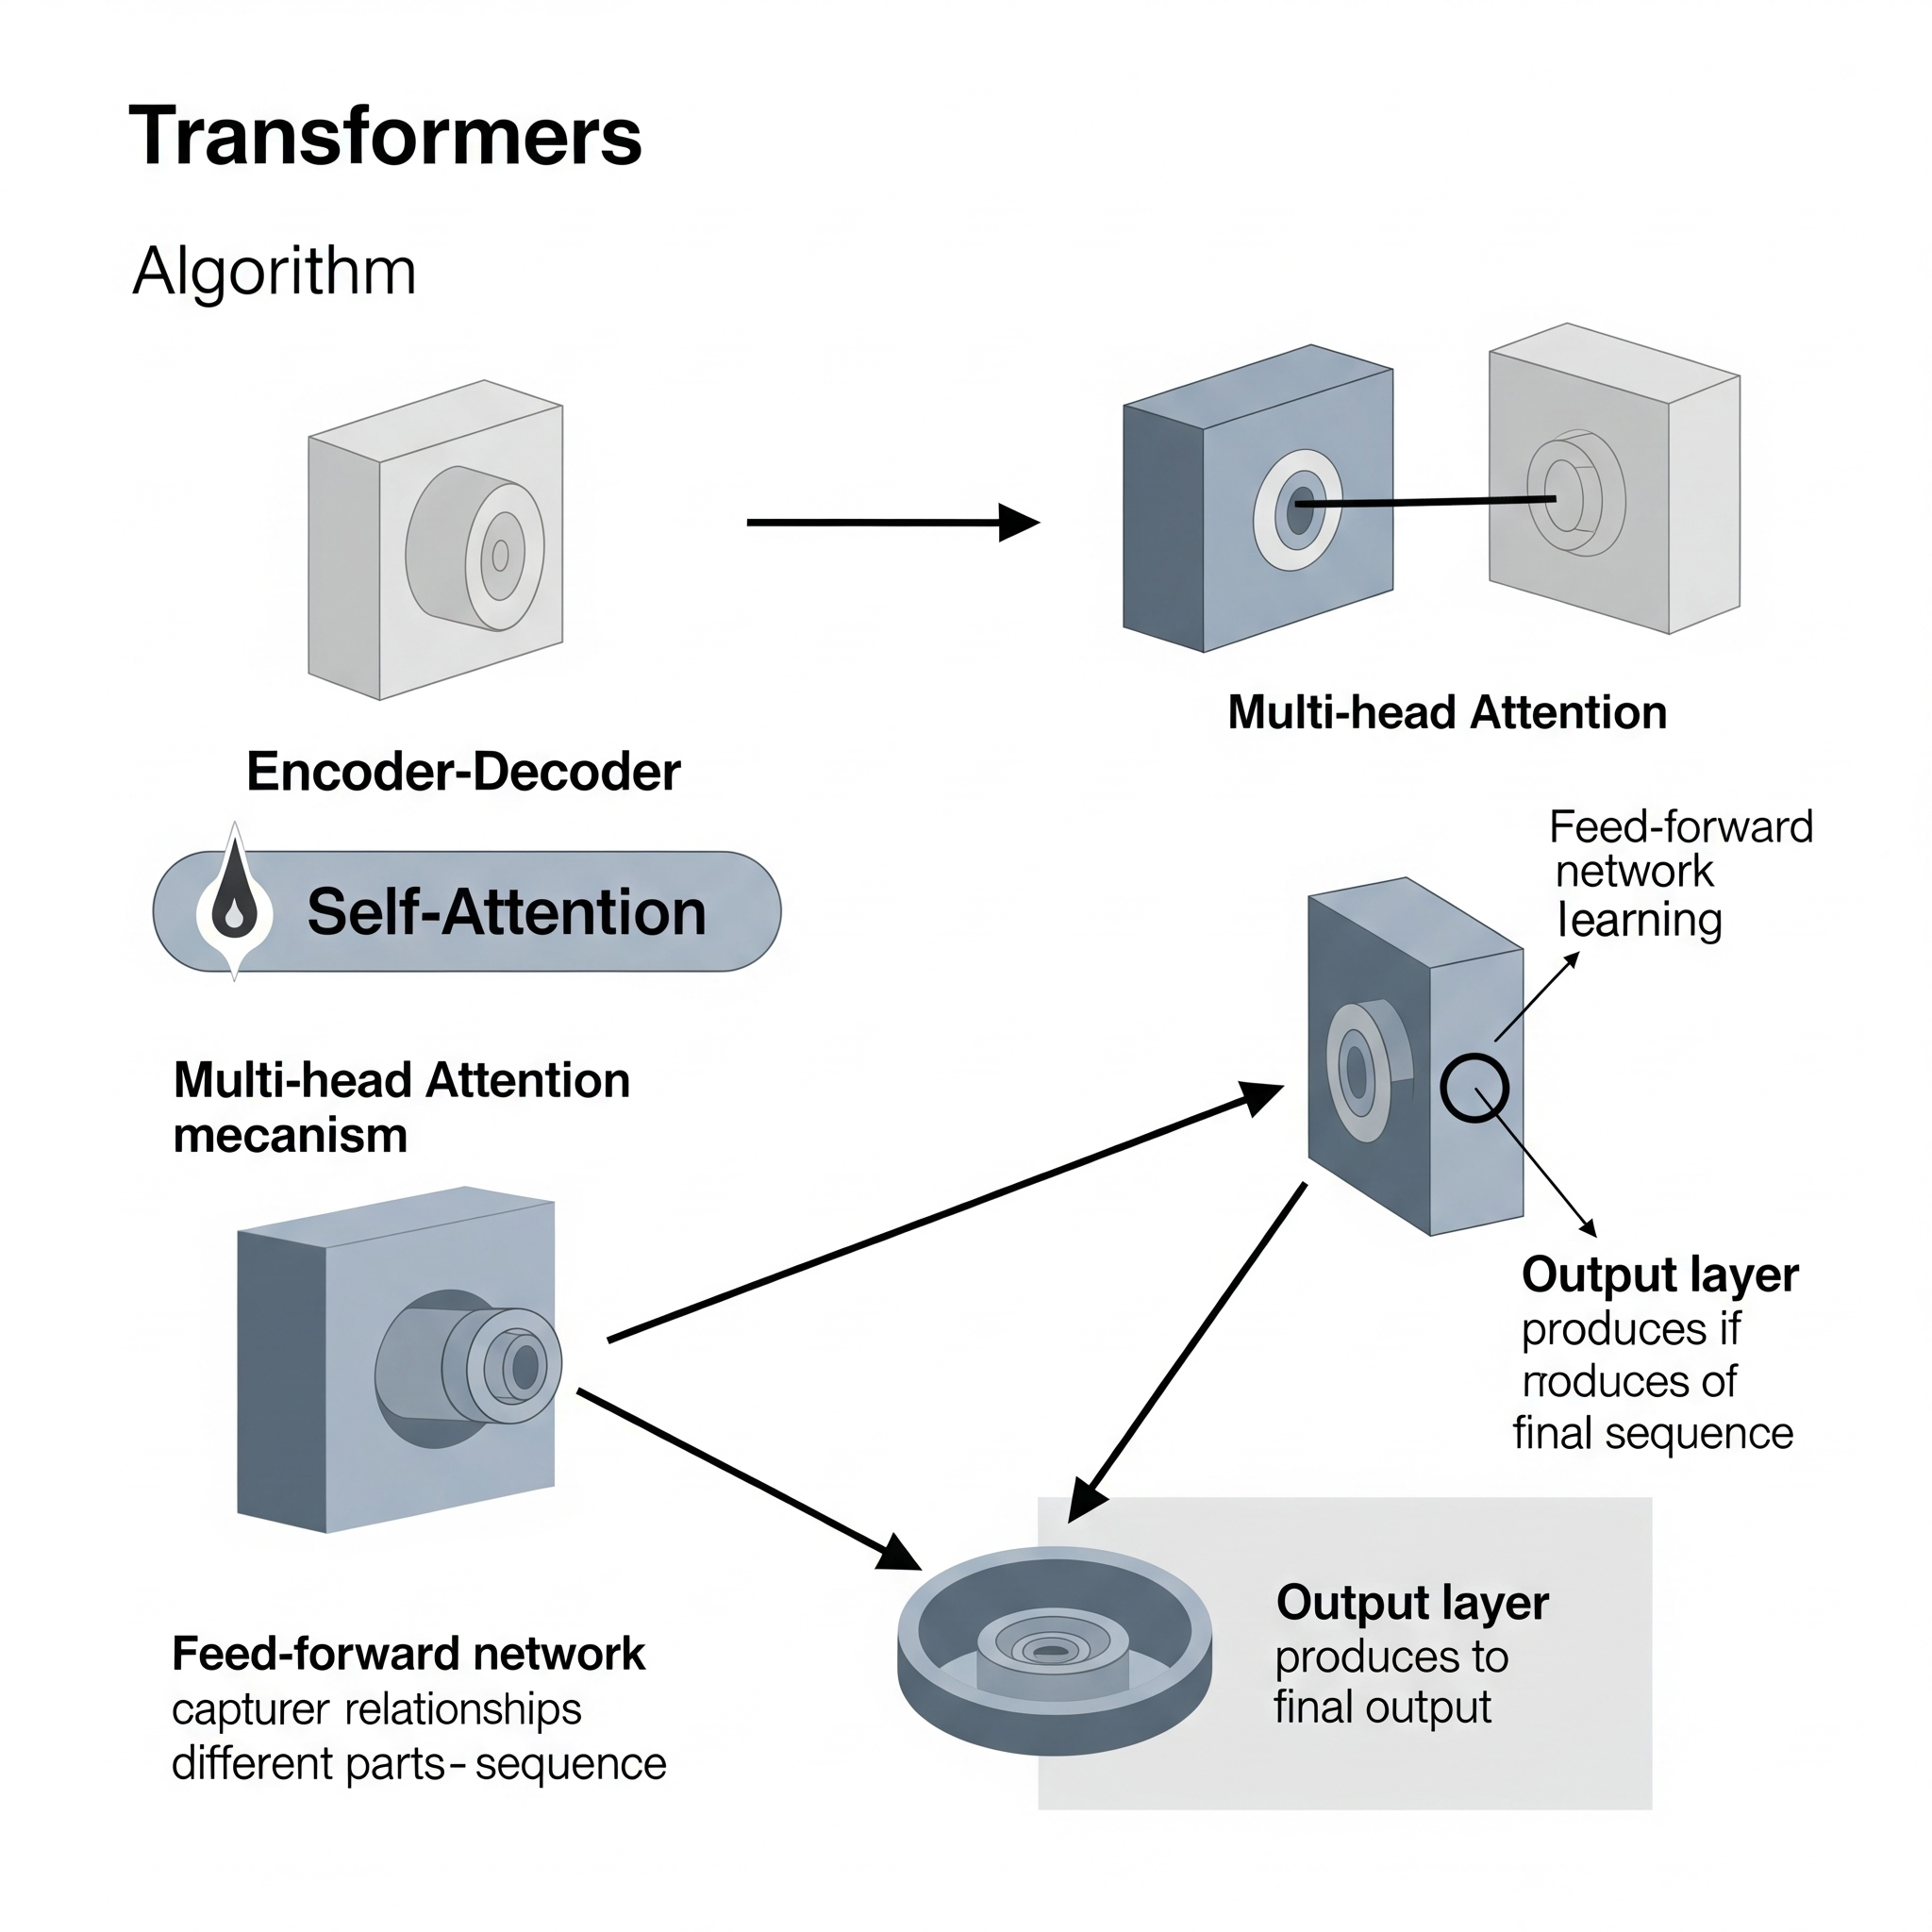 Transformers
Algorithm
Encoder-Decoder
Multi-head Attention
Self-Attention
Feed-forward
network
learning
Multi-head Attention
mecanism
Output layer
produces if
rroduces of
final sequence
Feed-forward network
capturer relationships
different parts-sequence
Output layer
produces to
final output